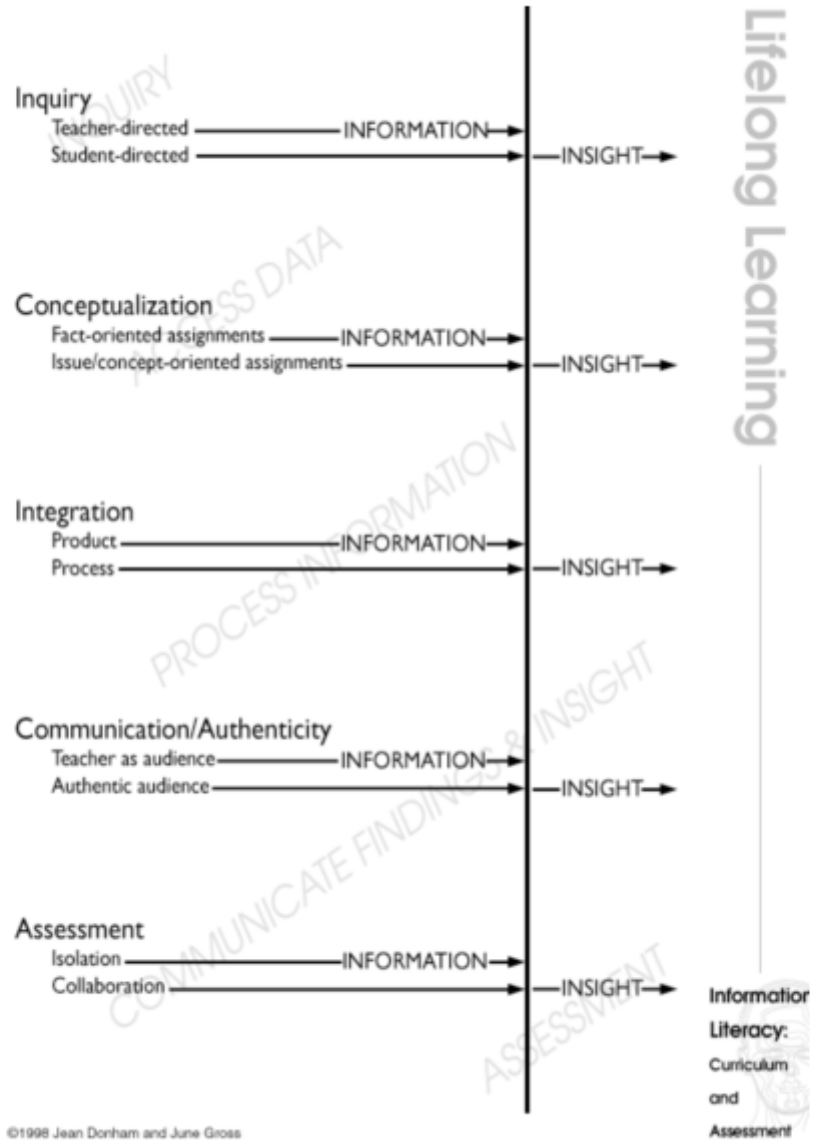 Lifelong Learning
INQUIRY
Inquiry
Teacher-directed INFORMATION
Student-directed INSIGHT
ACCESS DATA
Conceptualization
Fact-oriented assignments INFORMATION
Issue/concept-oriented assignments INSIGHT
PROCESS INFORMATION
Integration
Product INFORMATION
Process INSIGHT
COMMUNICATE FINDINGS & INSIGHT
Communication/Authenticity
Teacher as audience INFORMATION
Authentic audience INSIGHT
ASSESSMENT
Assessment
Isolation INFORMATION
Collaboration INSIGHT
Information
Literacy:
Curriculum
and
Assessment
©1998 Jean Donham and June Gross